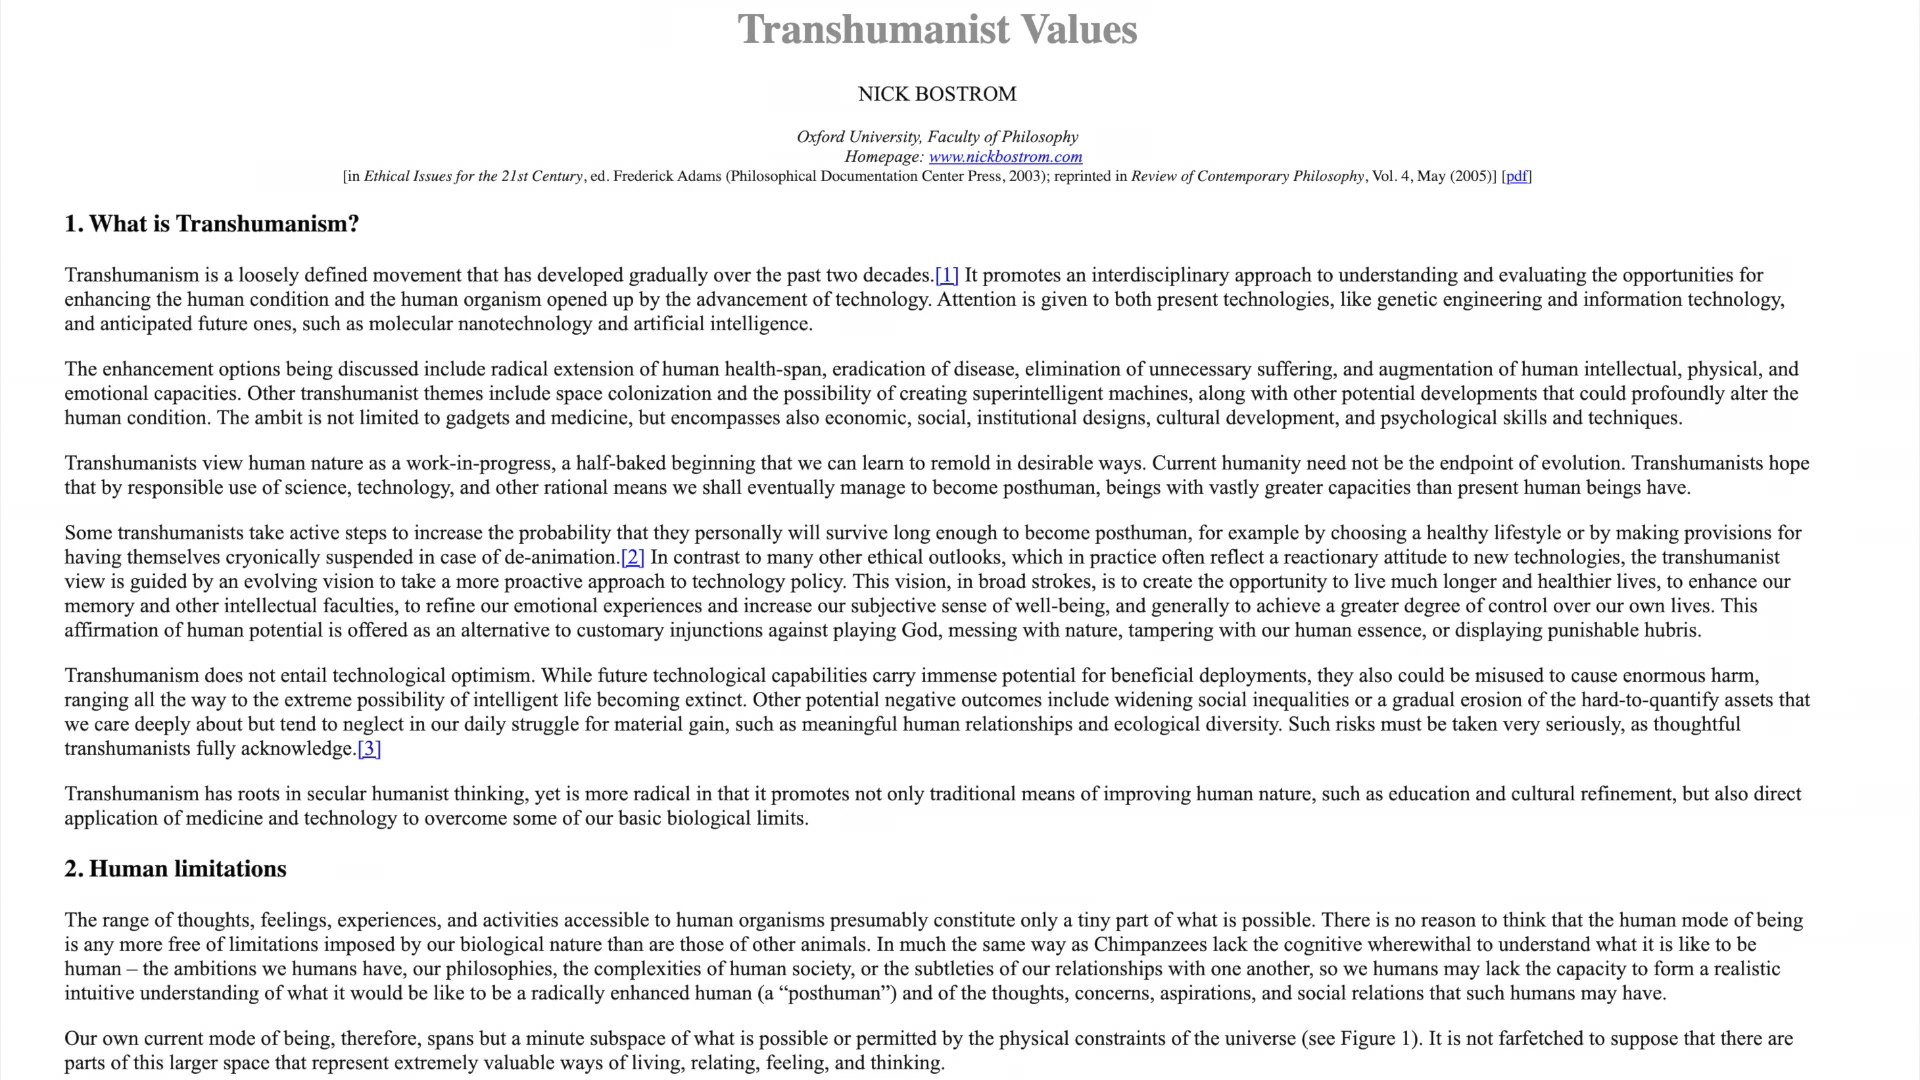 Transhumanist Values
NICK BOSTROM
Oxford University, Faculty of Philosophy
Homepage: www.nickbostrom.com
[in Ethical Issues for the 21st Century, ed. Frederick Adams (Philosophical Documentation Center Press, 2003); reprinted in Review of Contemporary Philosophy, Vol. 4, May (2005)] [pdf]
1. What is Transhumanism?
Transhumanism is a loosely defined movement that has developed gradually over the past two decades.[1] It promotes an interdisciplinary approach to understanding and evaluating the opportunities for
enhancing the human condition and the human organism opened up by the advancement of technology. Attention is given to both present technologies, like genetic engineering and information technology,
and anticipated future ones, such as molecular nanotechnology and artificial intelligence.
The enhancement options being discussed include radical extension of human health-span, eradication of disease, elimination of unnecessary suffering, and augmentation of human intellectual, physical, and
emotional capacities. Other transhumanist themes include space colonization and the possibility of creating superintelligent machines, along with other potential developments that could profoundly alter the
human condition. The ambit is not limited to gadgets and medicine, but encompasses also economic, social, institutional designs, cultural development, and psychological skills and techniques.
Transhumanists view human nature as a work-in-progress, a half-baked beginning that we can learn to remold in desirable ways. Current humanity need not be the endpoint of evolution. Transhumanists hope
that by responsible use of science, technology, and other rational means we shall eventually manage to become posthuman, beings with vastly greater capacities than present human beings have.
Some transhumanists take active steps to increase the probability that they personally will survive long enough to become posthuman, for example by choosing a healthy lifestyle or by making provisions for
having themselves cryonically suspended in case of de-animation.[2] In contrast to many other ethical outlooks, which in practice often reflect a reactionary attitude to new technologies, the transhumanist
view is guided by an evolving vision to take a more proactive approach to technology policy. This vision, in broad strokes, is to create the opportunity to live much longer and healthier lives, to enhance our
memory and other intellectual faculties, to refine our emotional experiences and increase our subjective sense of well-being, and generally to achieve a greater degree of control over our own lives. This
affirmation of human potential is offered as an alternative to customary injunctions against playing God, messing with nature, tampering with our human essence, or displaying punishable hubris.
Transhumanism does not entail technological optimism. While future technological capabilities carry immense potential for beneficial deployments, they also could be misused to cause enormous harm,
ranging all the way to the extreme possibility of intelligent life becoming extinct. Other potential negative outcomes include widening social inequalities or a gradual erosion of the hard-to-quantify assets that
we care deeply about but tend to neglect in our daily struggle for material gain, such as meaningful human relationships and ecological diversity. Such risks must be taken very seriously, as thoughtful
transhumanists fully acknowledge.[3]
Transhumanism has roots in secular humanist thinking, yet is more radical in that it promotes not only traditional means of improving human nature, such as education and cultural refinement, but also direct
application of medicine and technology to overcome some of our basic biological limits.
2. Human limitations
The range of thoughts, feelings, experiences, and activities accessible to human organisms presumably constitute only a tiny part of what is possible. There is no reason to think that the human mode of being
is any more free of limitations imposed by our biological nature than are those of other animals. In much the same way as Chimpanzees lack the cognitive wherewithal to understand what it is like to be
human – the ambitions we humans have, our philosophies, the complexities of human society, or the subtleties of our relationships with one another, so we humans may lack the capacity to form a realistic
intuitive understanding of what it would be like to be a radically enhanced human (a “posthuman”) and of the thoughts, concerns, aspirations, and social relations that such humans may have.
Our own current mode of being, therefore, spans but a minute subspace of what is possible or permitted by the physical constraints of the universe (see Figure 1). It is not farfetched to suppose that there are
parts of this larger space that represent extremely valuable ways of living, relating, feeling, and thinking.